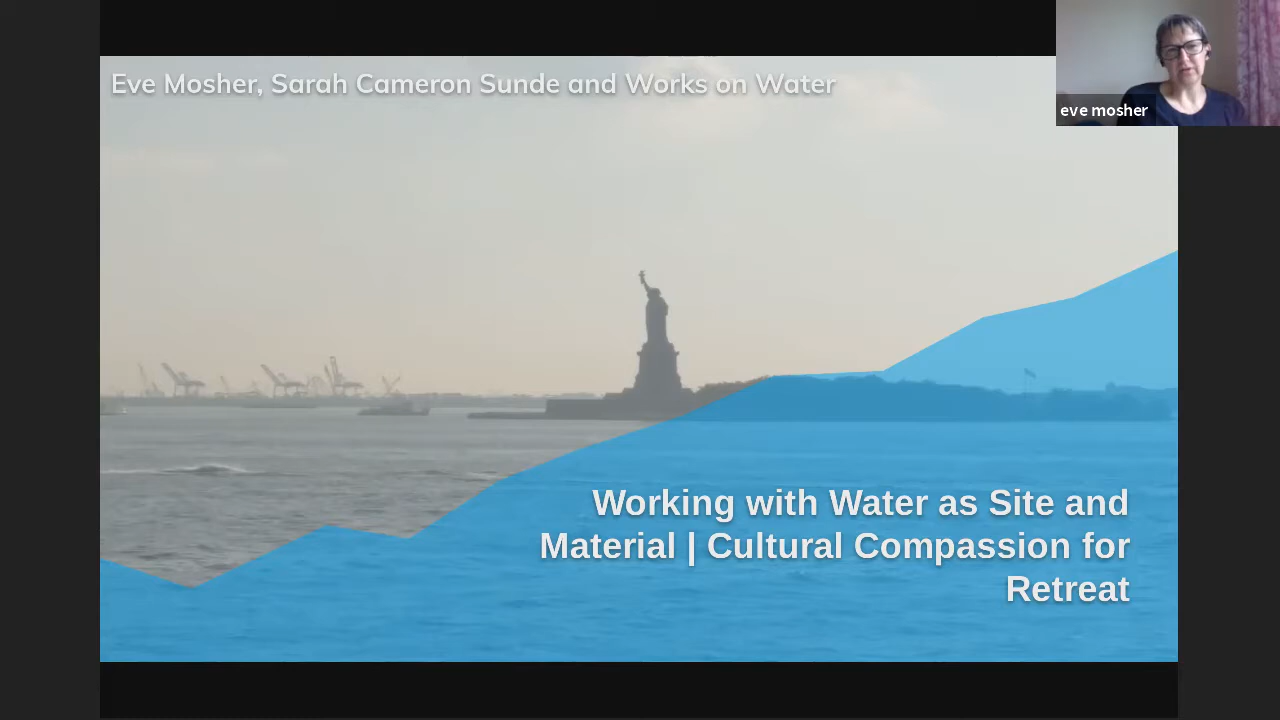 Eve Mosher, Sarah Cameron Sunde and Works on Water
eve mosher
Working with Water as Site and
Material | Cultural Compassion for
Retreat